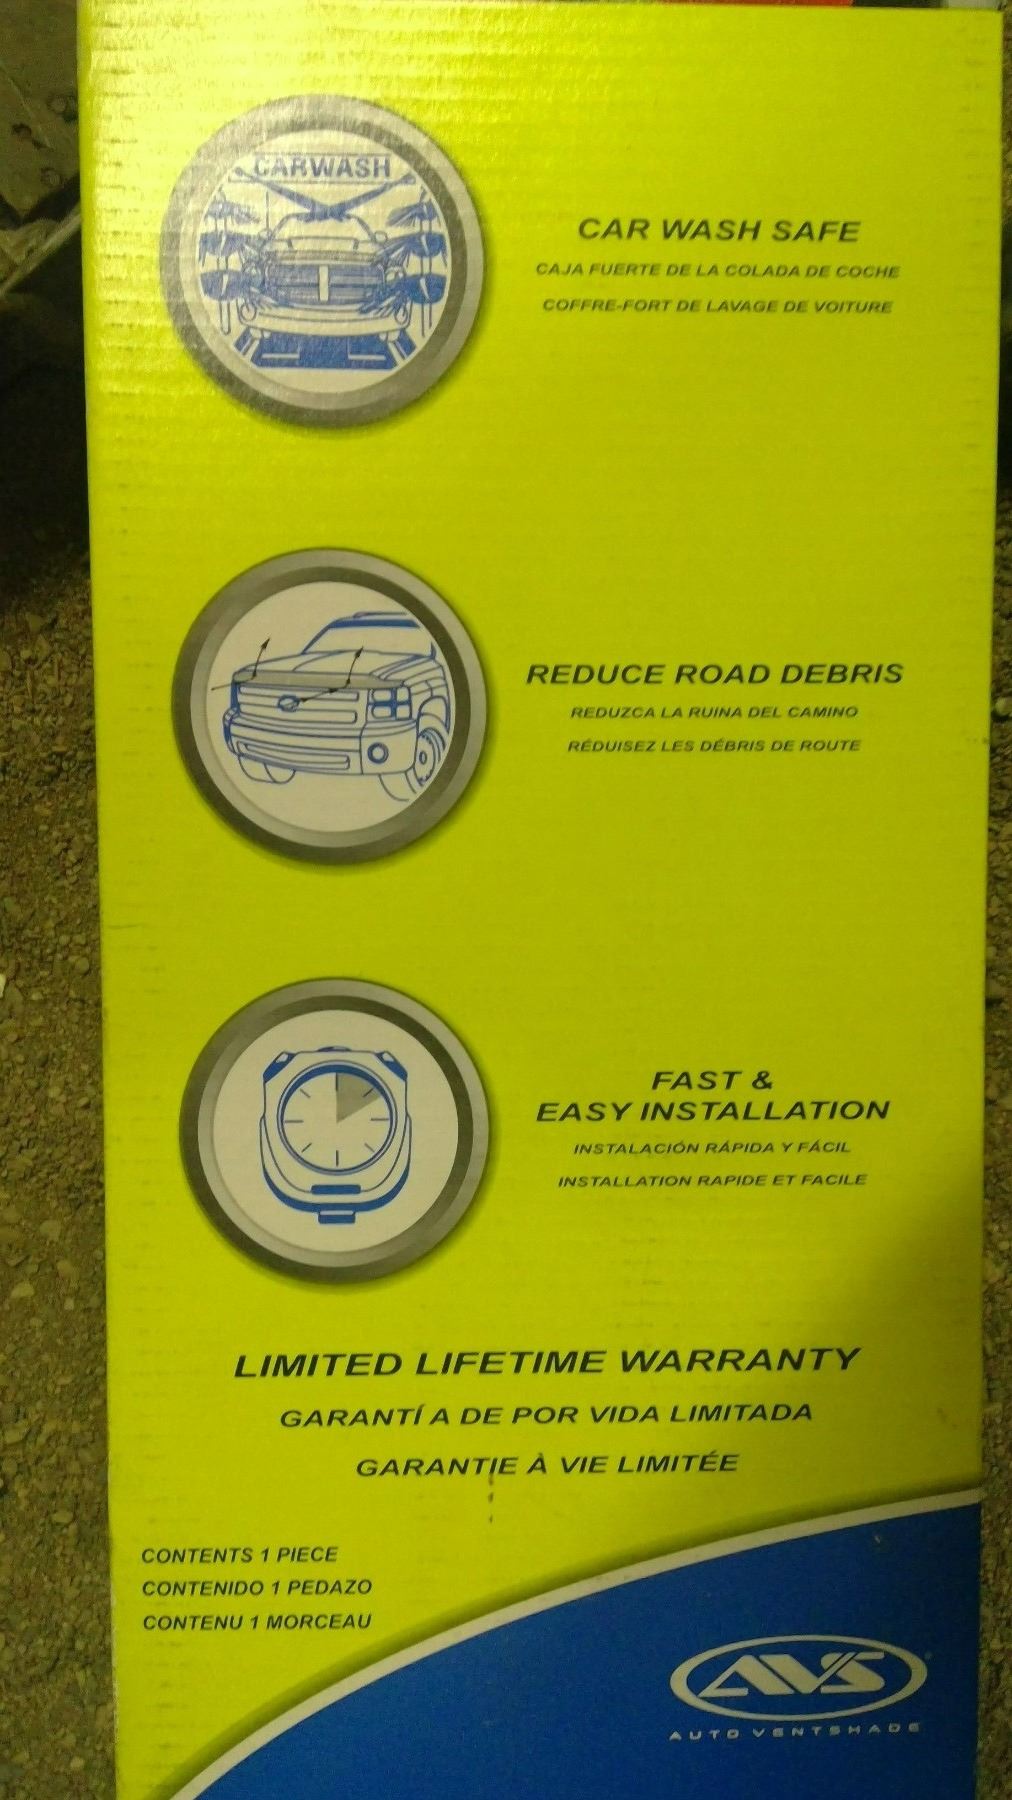 CARWASH
CAR WASH SAFE
CAJA FUERTE DE LA COLADA DE COCHE
COFFRE-FORT DE LAVAGE DE VOITURE
REDUCE ROAD DEBRIS
REDUZCA LA RUINA DEL CAMINO
RÉDUISEZ LES DÉBRIS DE ROUTE
FAST &
EASY INSTALLATION
INSTALACIÓN RÁPIDA Y FÁCIL
INSTALLATION RAPIDE ET FACILE
LIMITED LIFETIME WARRANTY
GARANTÍ A DE POR VIDA LIMITADA
GARANTIE À VIE LIMITÉE
CONTENTS 1 PIECE
CONTENIDO 1 PEDAZO
CONTENU 1 MORCEAU
AVS
AUTO VENTSHADE